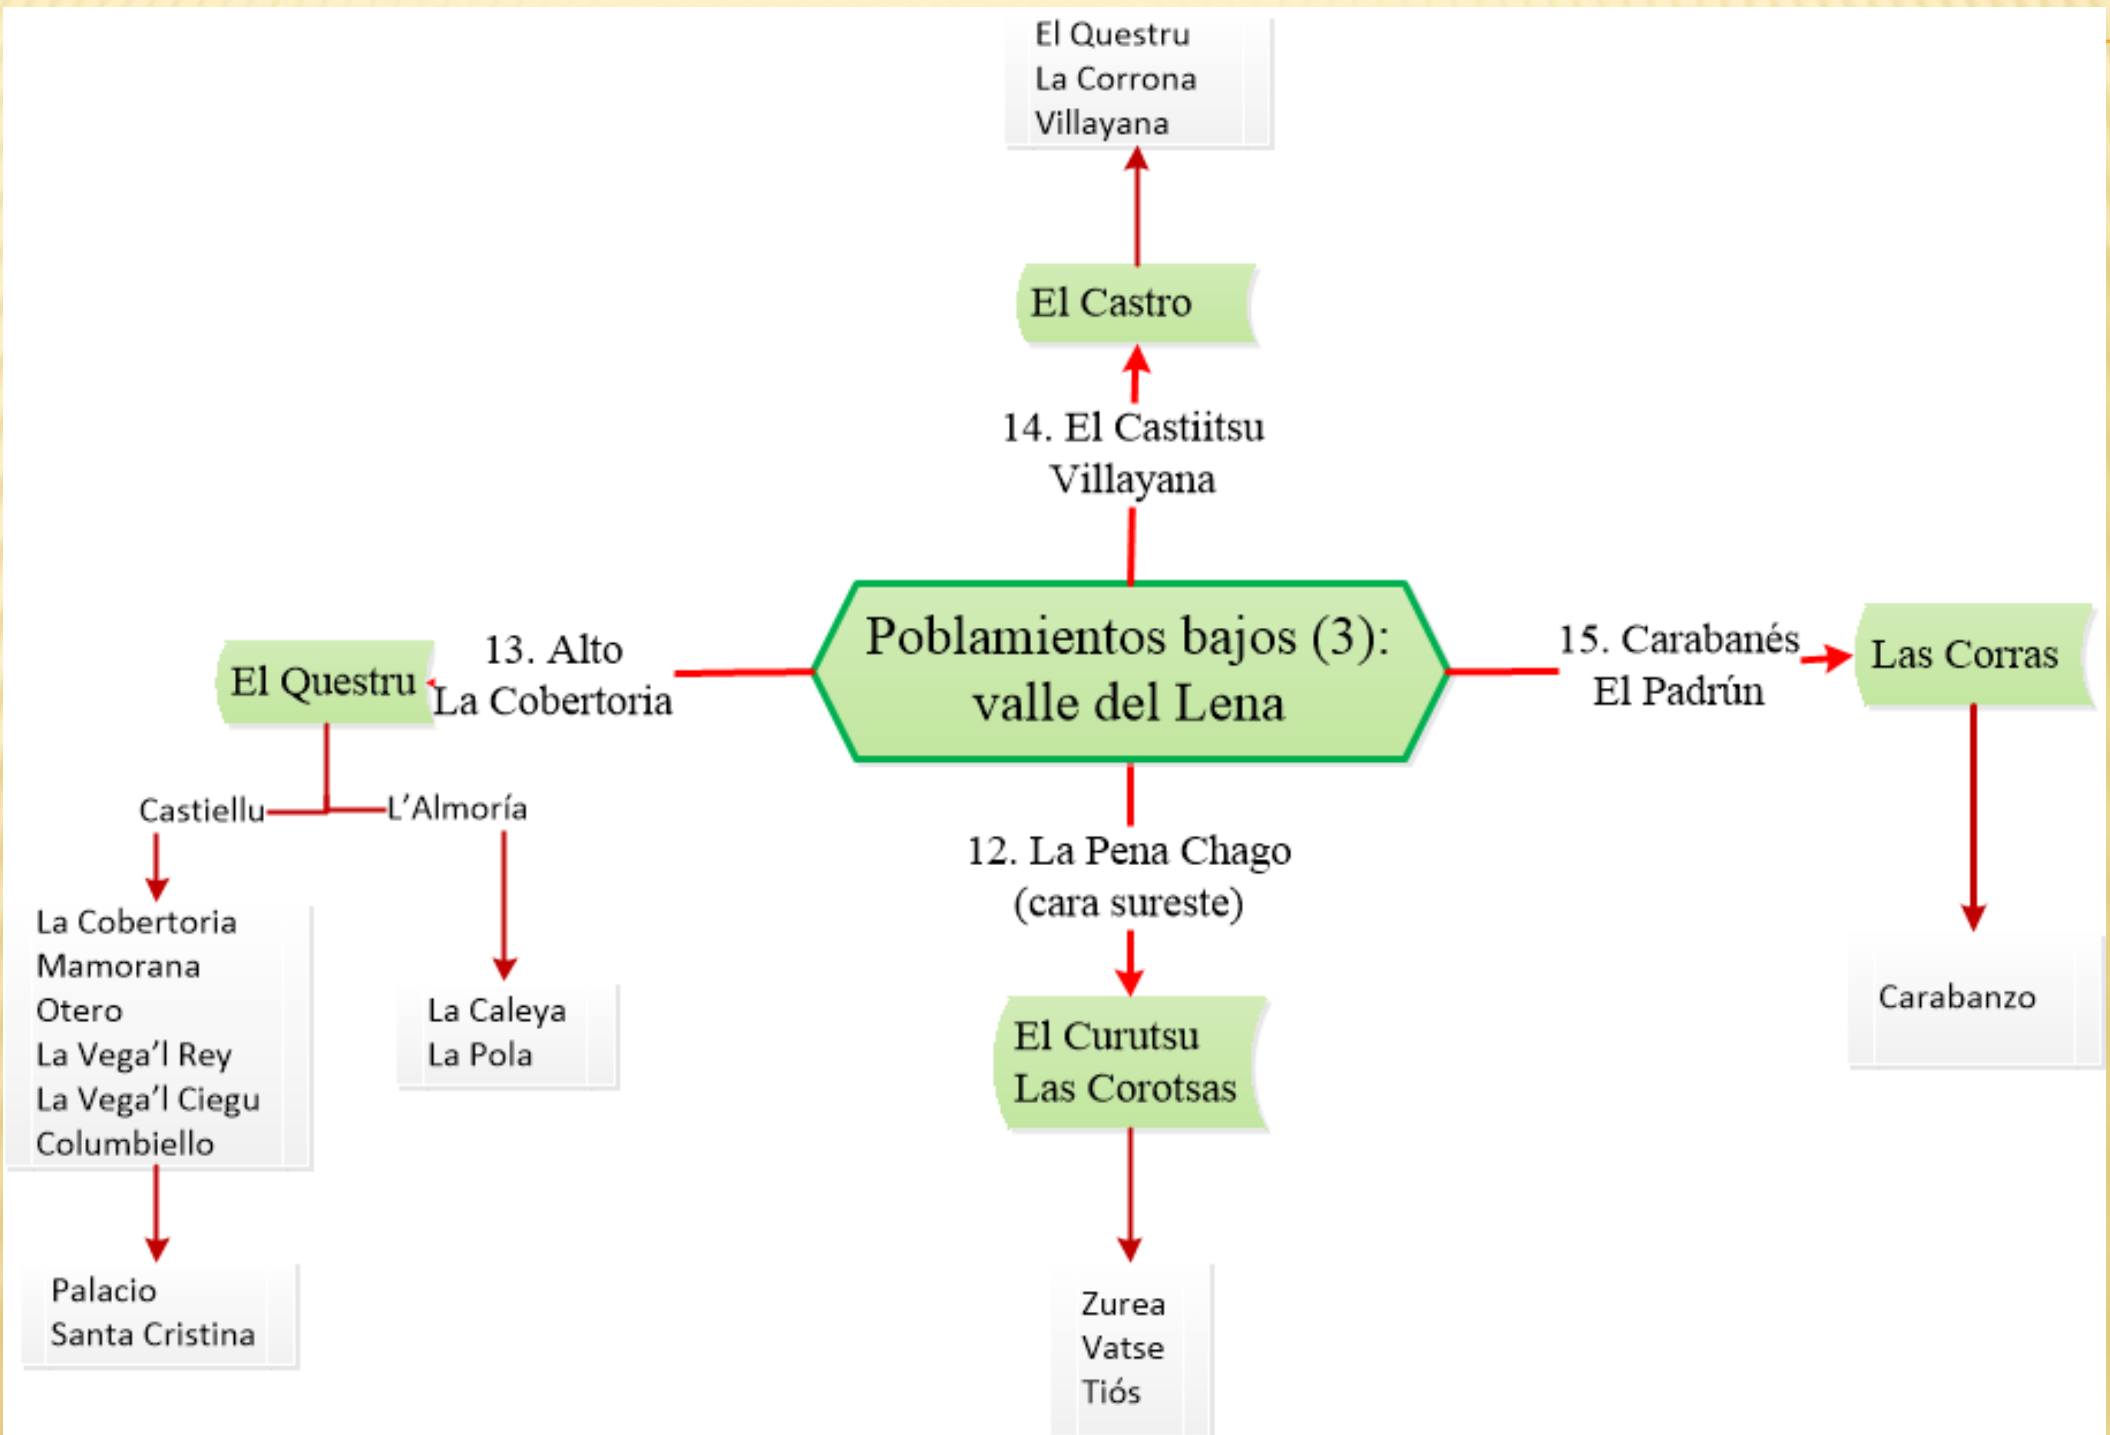 El Questru
La Corrona
Villayana
El Castro
14. El Castiitsu
Villayana
Poblamientos bajos (3):
valle del Lena
13. Alto
La Cobertoria
El Questru
Castiellu
L’Almoría
La Cobertoria
Mamorana
Otero
La Vega’l Rey
La Vega’l Ciegu
Columbiello
La Caleya
La Pola
Palacio
Santa Cristina
12. La Pena Chago
(cara sureste)
El Curutsu
Las Corotsas
Zurea
Vatse
Tiós
15. Carabanés
El Padrún
Las Corras
Carabanzo